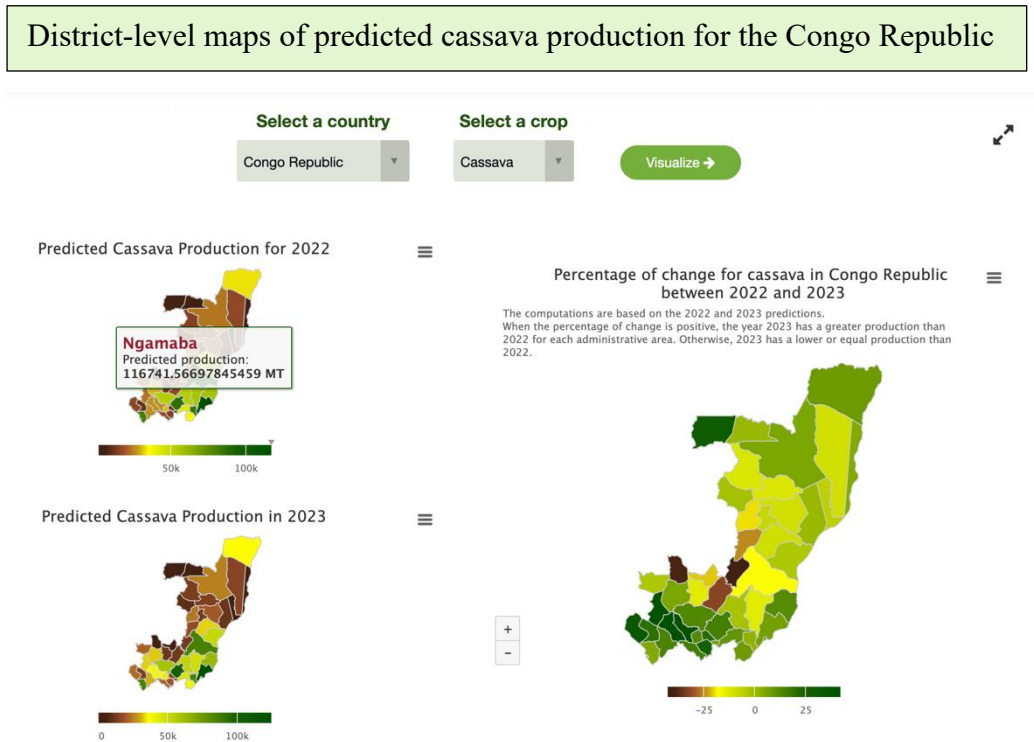 District-level maps of predicted cassava production for the Congo Republic
Select a country
Select a crop
Congo Republic
Cassava
Visualize
Predicted Cassava Production for 2022
Ngamaba
Predicted production:
116741.56697845459 MT
50k
100k
Predicted Cassava Production in 2023
0
50k
100k
Percentage of change for cassava in Congo Republic
between 2022 and 2023
The computations are based on the 2022 and 2023 predictions.
When the percentage of change is positive, the year 2023 has a greater production than
2022 for each administrative area. Otherwise, 2023 has a lower or equal production than
2022.
+
−
−25
0
25